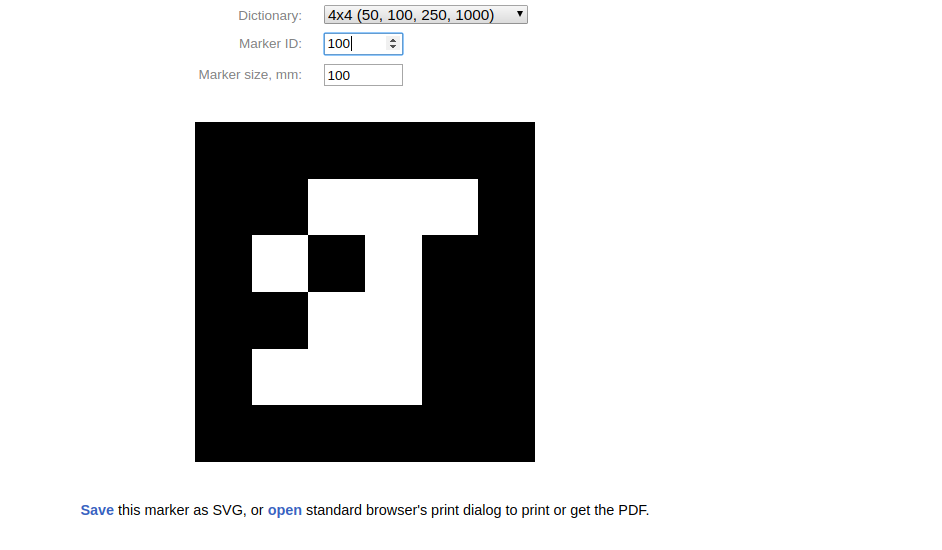 Dictionary: 4x4 (50, 100, 250, 1000)
Marker ID: 100
Marker size, mm: 100
Save this marker as SVG, or open standard browser's print dialog to print or get the PDF.